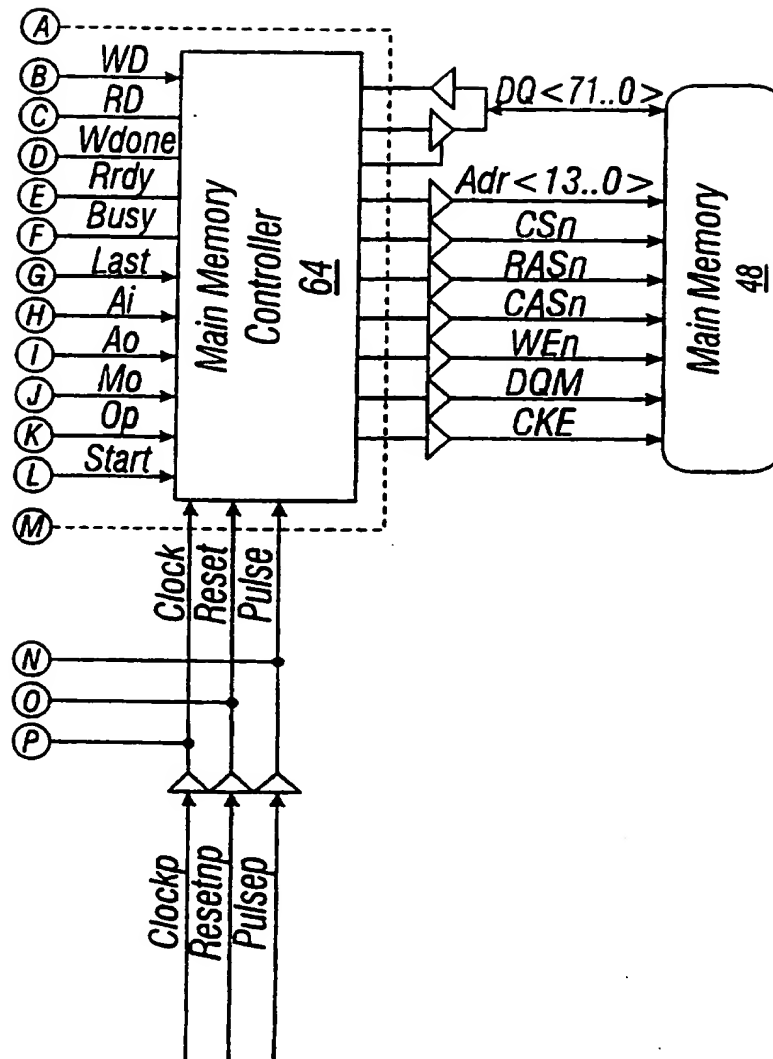 A
B WD
C RD
D Wdone
E Rrdy
F Busy
G Last
H Ai
I Ao
J Mo
K Op
L Start
M
Main Memory
Controller
64
DQ<71..0>
Adr<13..0>
CSn
RASn
CASn
WEn
DQM
CKE
Main Memory
48
Clock
Reset
Pulse
N
O
P
Clockp
Resetnp
Pulsep